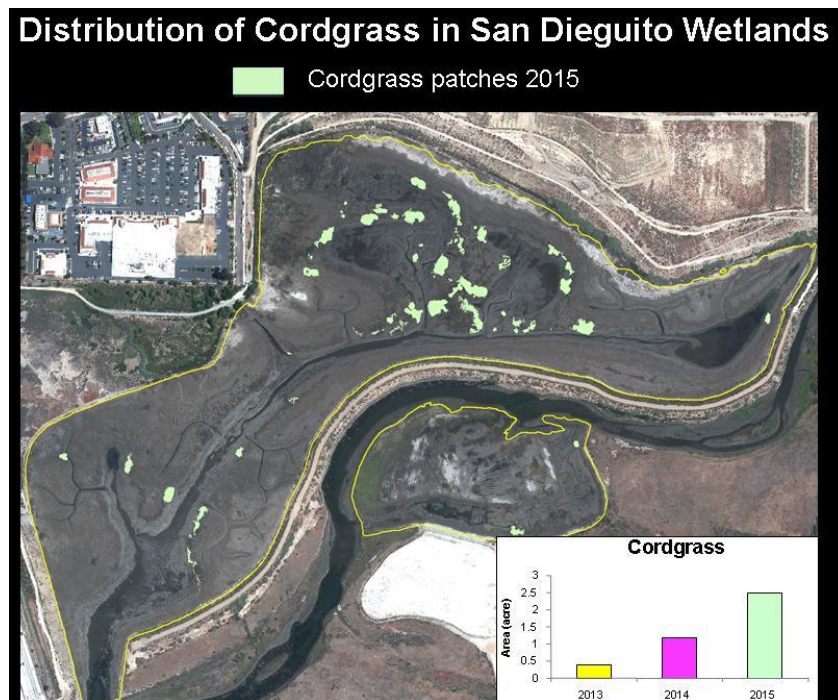 Distribution of Cordgrass in San Dieguito Wetlands
Cordgrass patches 2015
Cordgrass
Area (acre)
3
2.5
2
1.5
1
0.5
0
2013
2014
2015